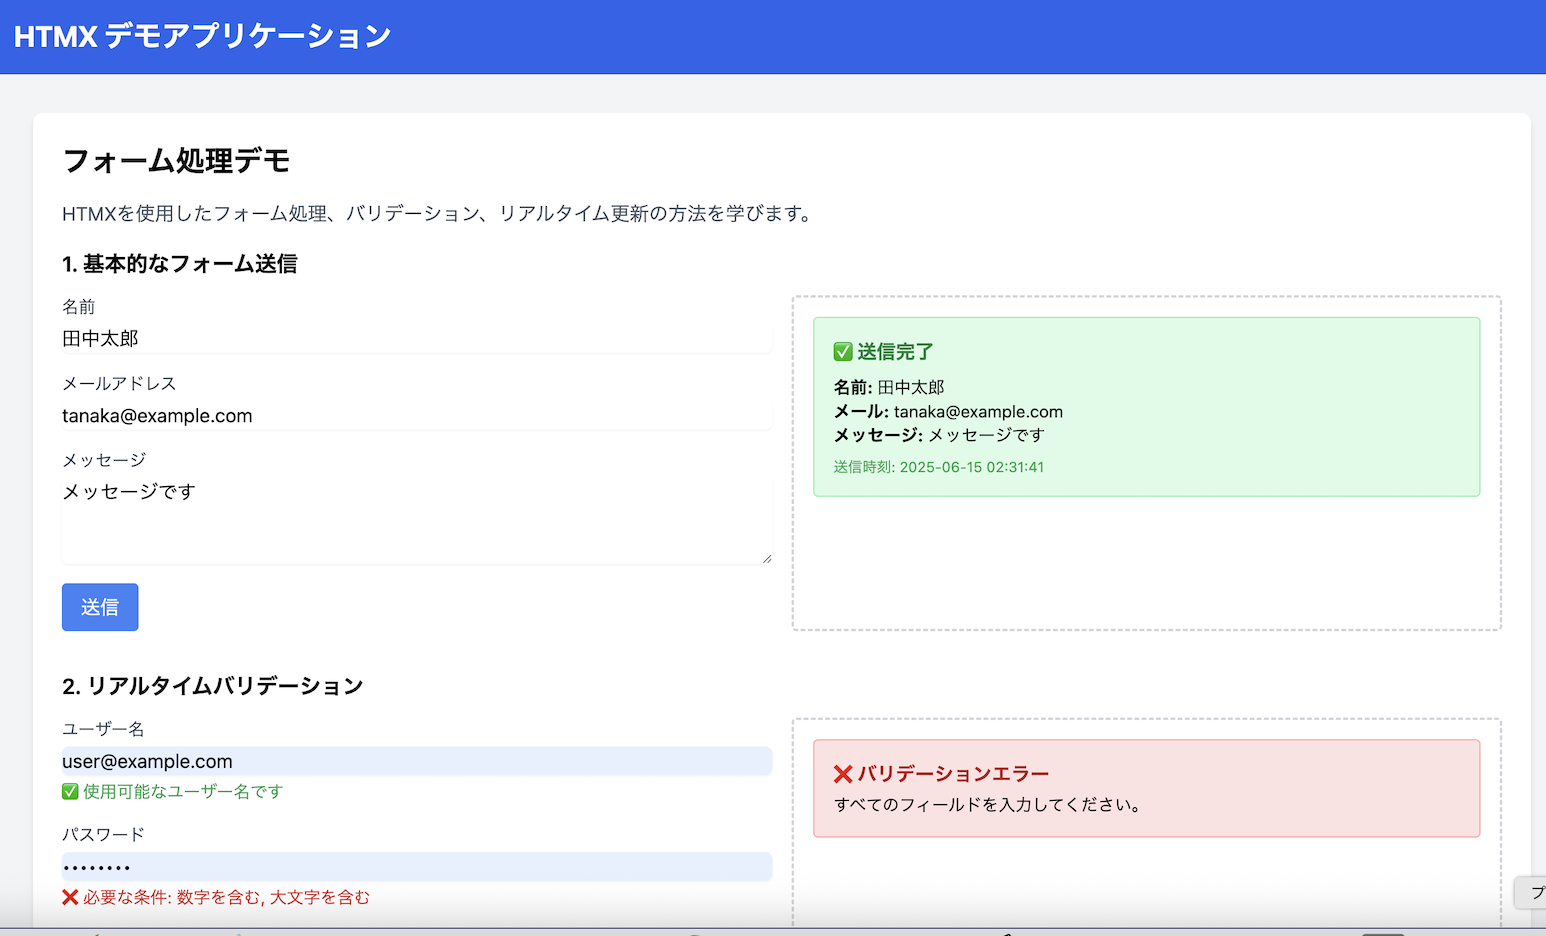 HTMX デモアプリケーション
フォーム処理デモ
HTMXを使用したフォーム処理、バリデーション、リアルタイム更新の方法を学びます。
1. 基本的なフォーム送信
名前
田中太郎
メールアドレス
tanaka@example.com
メッセージ
メッセージです
送信
✅ 送信完了
名前: 田中太郎
メール: tanaka@example.com
メッセージ: メッセージです
送信時刻: 2025-06-15 02:31:41
2. リアルタイムバリデーション
ユーザー名
user@example.com
✅ 使用可能なユーザー名です
パスワード
••••••••
❌ 必要な条件: 数字を含む, 大文字を含む
❌ バリデーションエラー
すべてのフィールドを入力してください。